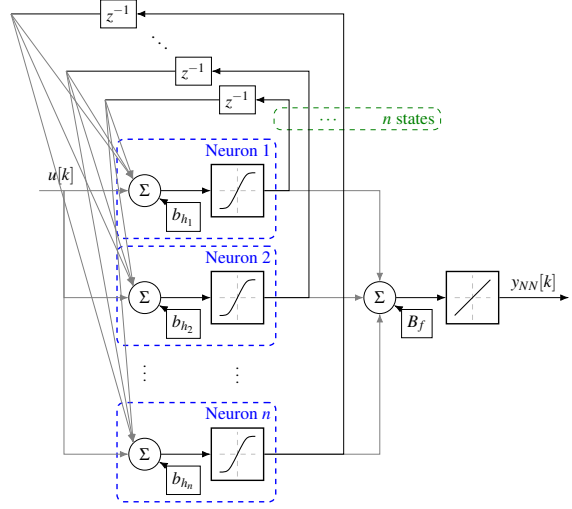 z⁻¹
⋱
z⁻¹
z⁻¹
⋯ n states
Neuron 1
u[k]
Σ
b_{h_1}
Neuron 2
Σ
b_{h_2}
Σ
B_f
y_{NN}[k]
⋮ ⋮
Neuron n
Σ
b_{h_n}